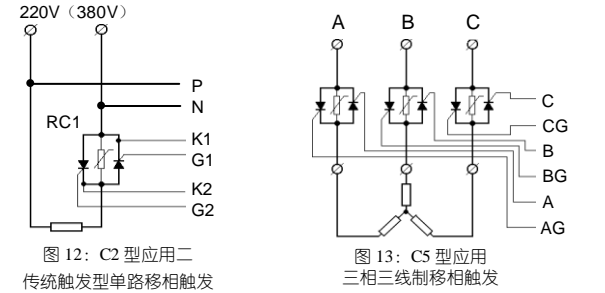 220V（380V）
P
N
RC1
K1
G1
K2
G2
图 12：C2 型应用二
传统触发型单路移相触发
A B C
C
CG
B
BG
A
AG
图 13：C5 型应用
三相三线制移相触发